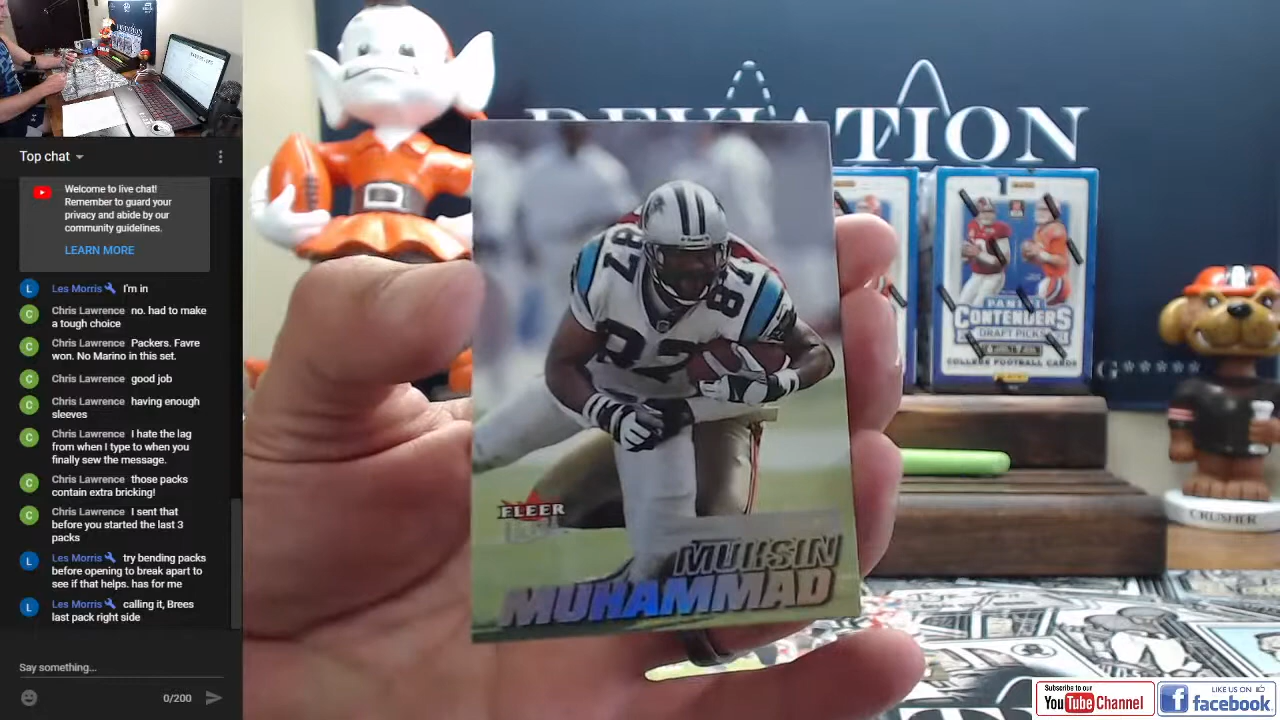 Top chat
Welcome to live chat!
Remember to guard your
privacy and abide by our
community guidelines.
LEARN MORE
Les Morris I'm in
Chris Lawrence no. had to make
a tough choice
Chris Lawrence Packers. Favre
won. No Marino in this set.
Chris Lawrence good job
Chris Lawrence having enough
sleeves
Chris Lawrence I hate the lag
from when I type to when you
finally sew the message.
Chris Lawrence those packs
contain extra bricking!
Chris Lawrence I sent that
before you started the last 3
packs
Les Morris try bending packs
before opening to break apart to
see if that helps. has for me
Les Morris calling it, Brees
last pack right side
Say something...
0/200
DEVIATION
87
87
87
FLEER
MUHSIN
MUHAMMAD
PANINI
CONTENDERS
DRAFT PICKS
COLLEGE FOOTBALL CARDS
G*****
CRUSHER
Subscribe to our
YouTube Channel
LIKE US ON
facebook